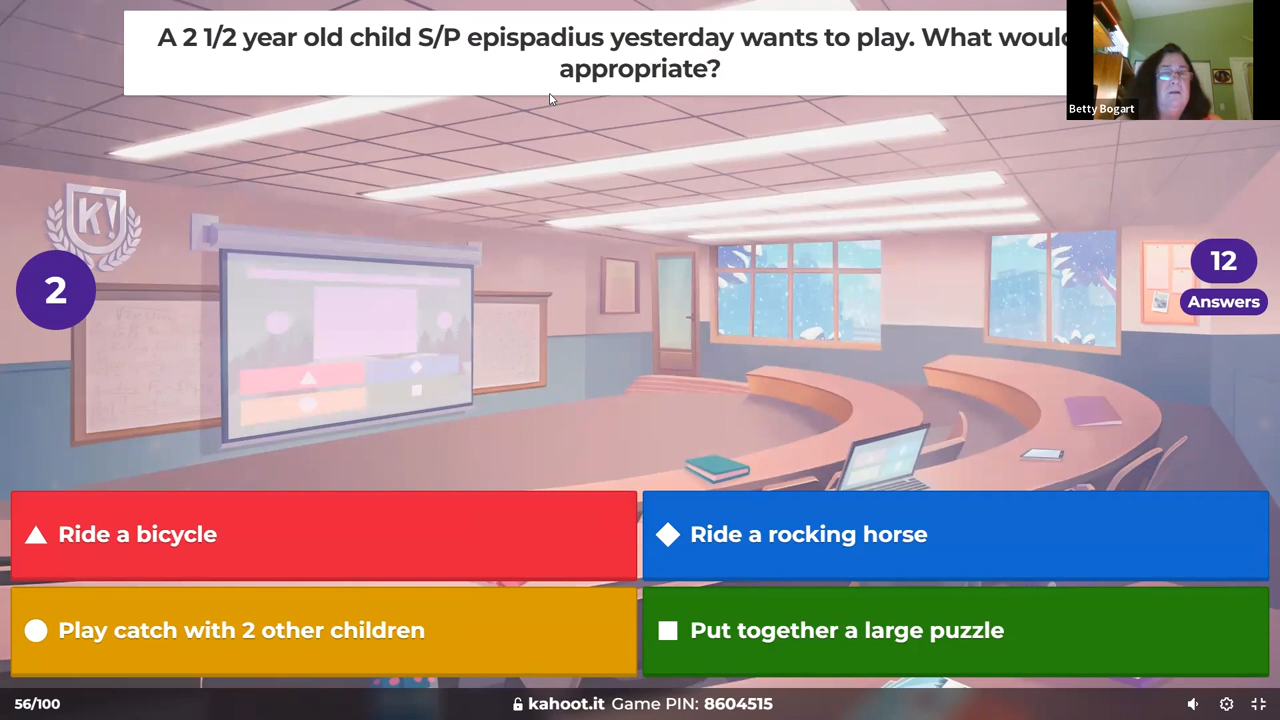 A 2 1/2 year old child S/P epispadius yesterday wants to play. What would
appropriate?
Betty Bogart
K!
2
12
Answers
Ride a bicycle
Ride a rocking horse
Play catch with 2 other children
Put together a large puzzle
56/100
kahoot.it Game PIN: 8604515